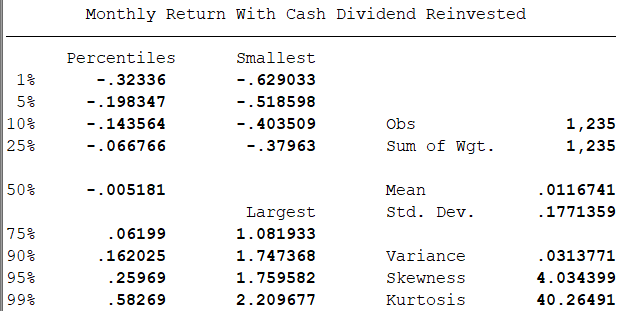 Monthly Return With Cash Dividend Reinvested
Percentiles Smallest
1% -.32336 -.629033
5% -.198347 -.518598
10% -.143564 -.403509 Obs 1,235
25% -.066766 -.37963 Sum of Wgt. 1,235
50% -.005181 Mean .0116741
Largest Std. Dev. .1771359
75% .06199 1.081933
90% .162025 1.747368 Variance .0313771
95% .25969 1.759582 Skewness 4.034399
99% .58269 2.209677 Kurtosis 40.26491